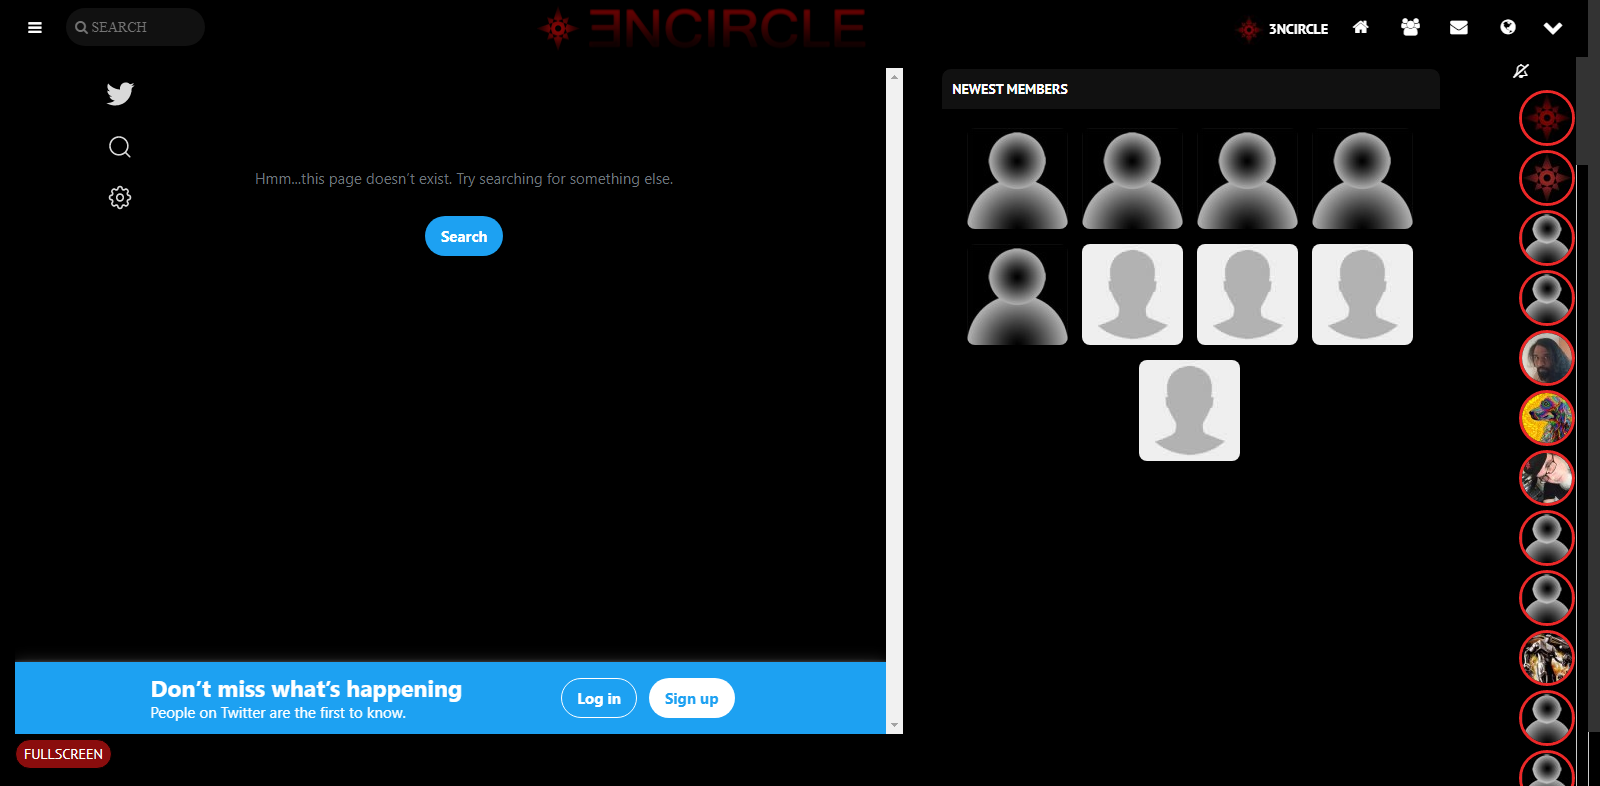 SEARCH
ƎNCIRCLE
3NCIRCLE
NEWEST MEMBERS
Hmm...this page doesn’t exist. Try searching for something else.
Search
Don’t miss what’s happening
People on Twitter are the first to know.
Log in
Sign up
FULLSCREEN